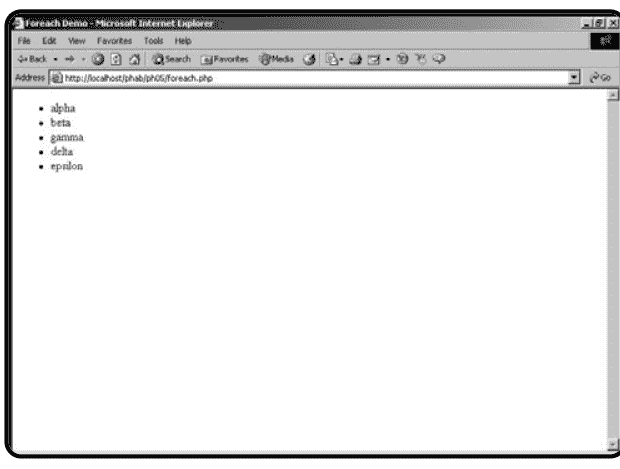 Foreach Demo - Microsoft Internet Explorer
File Edit View Favorites Tools Help
Back Search Favorites Media
Address http://localhost/phab/ph05/foreach.php Go
alpha
beta
gamma
delta
epsilon